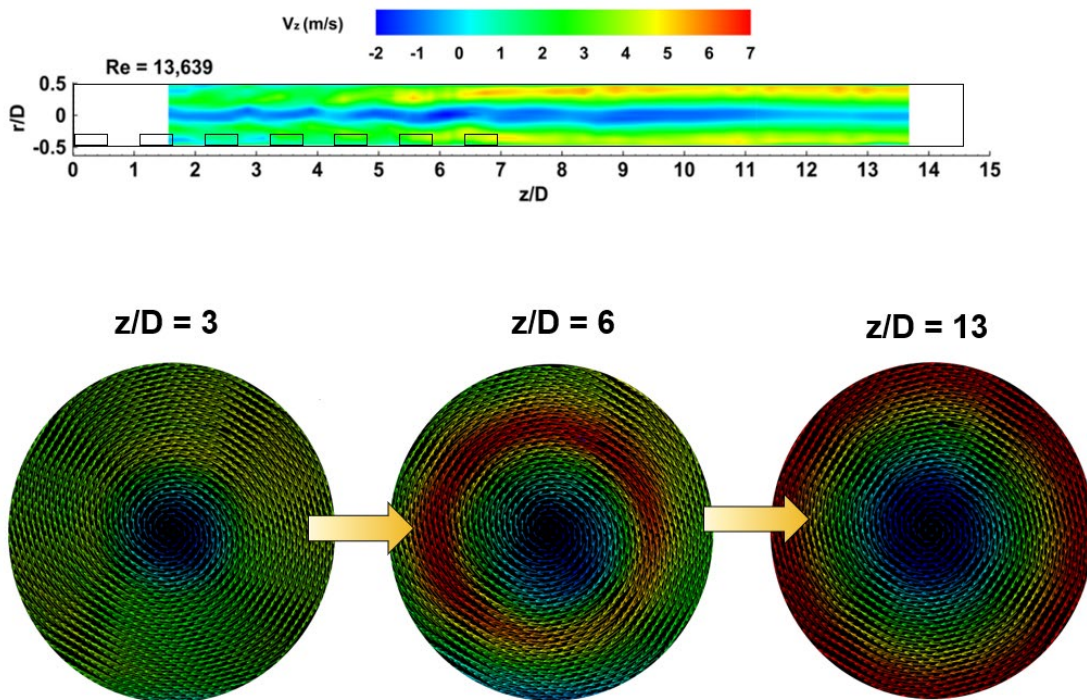 Vz (m/s)
-2 -1 0 1 2 3 4 5 6 7
Re = 13,639
0.5
0
-0.5
r/D
0 1 2 3 4 5 6 7 8 9 10 11 12 13 14 15
z/D
z/D = 3
z/D = 6
z/D = 13